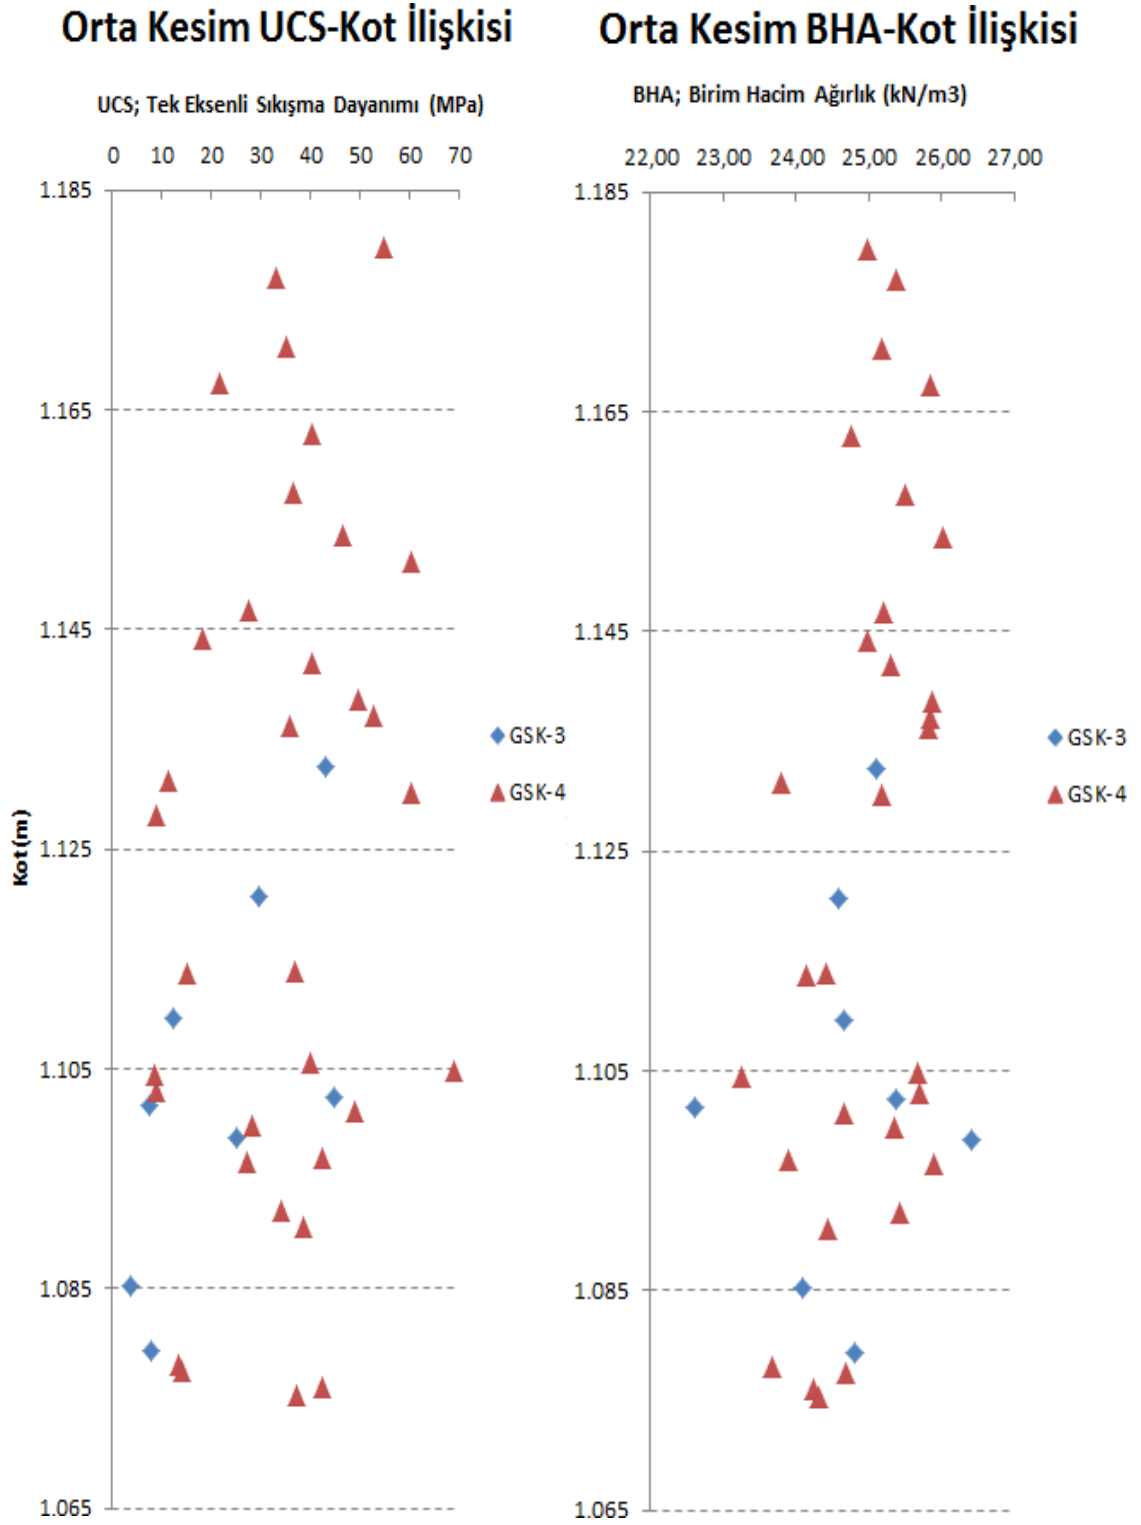 Orta Kesim UCS-Kot İlişkisi
UCS; Tek Eksenli Sıkışma Dayanımı (MPa)
0 10 20 30 40 50 60 70
1.185
1.165
1.145
1.125
1.105
1.085
1.065
Kot(m)
GSK-3
GSK-4
Orta Kesim BHA-Kot İlişkisi
BHA; Birim Hacim Ağırlık (kN/m3)
22,00 23,00 24,00 25,00 26,00 27,00
1.185
1.165
1.145
1.125
1.105
1.085
1.065
GSK-3
GSK-4